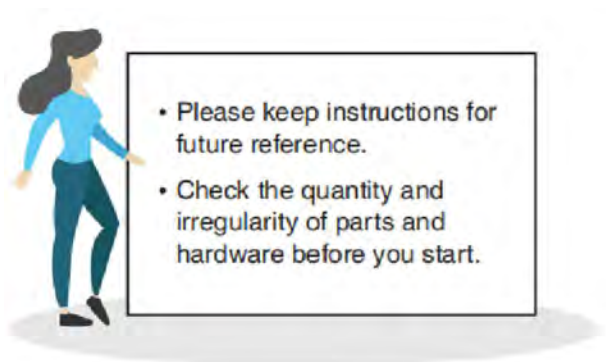 • Please keep instructions for
future reference.
• Check the quantity and
irregularity of parts and
hardware before you start.